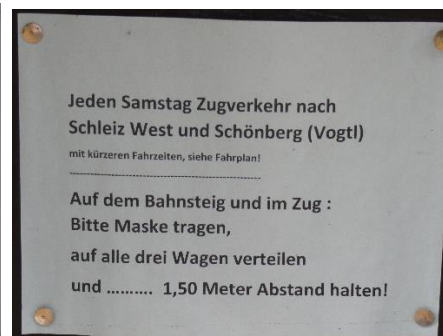 Jeden Samstag Zugverkehr nach
Schleiz West und Schönberg (Vogtl)
mit kürzeren Fahrzeiten, siehe Fahrplan!
------------------------------------------------
Auf dem Bahnsteig und im Zug :
Bitte Maske tragen,
auf alle drei Wagen verteilen
und .......... 1,50 Meter Abstand halten!